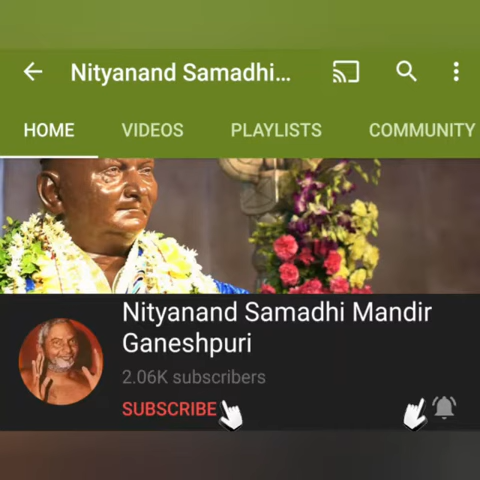 Nityanand Samadhi...
HOME VIDEOS PLAYLISTS COMMUNITY
Nityanand Samadhi Mandir
Ganeshpuri
2.06K subscribers
SUBSCRIBE